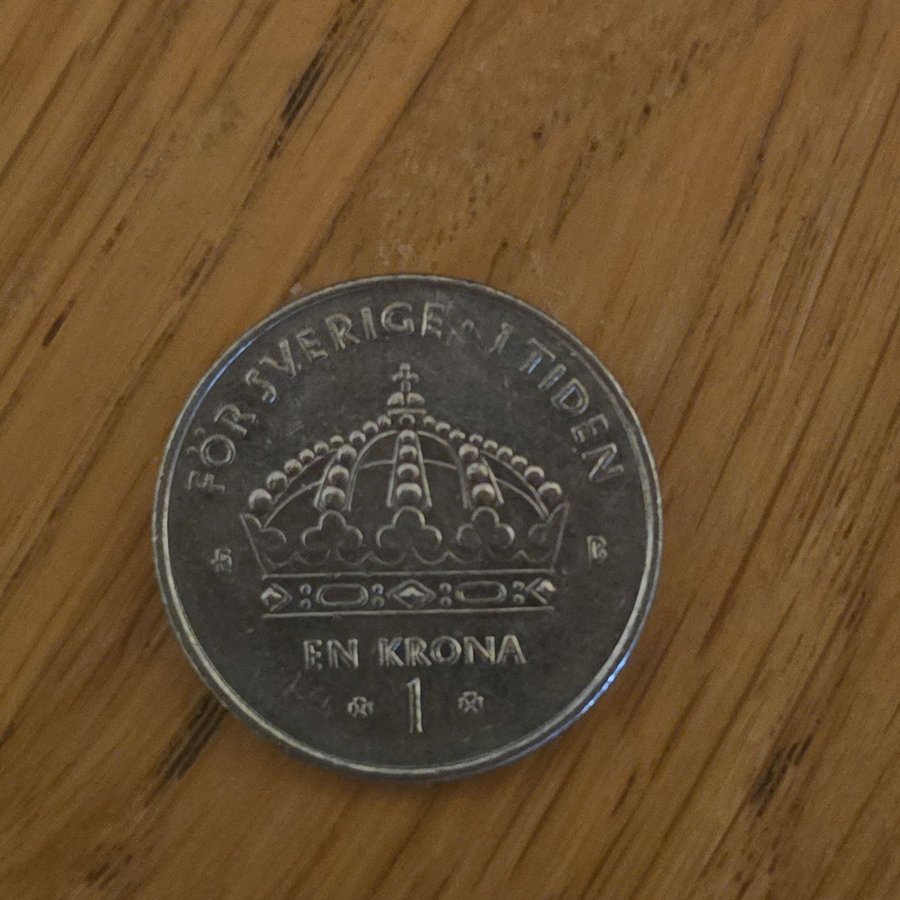 FÖR SVERIGE I TIDEN
EN KRONA
1